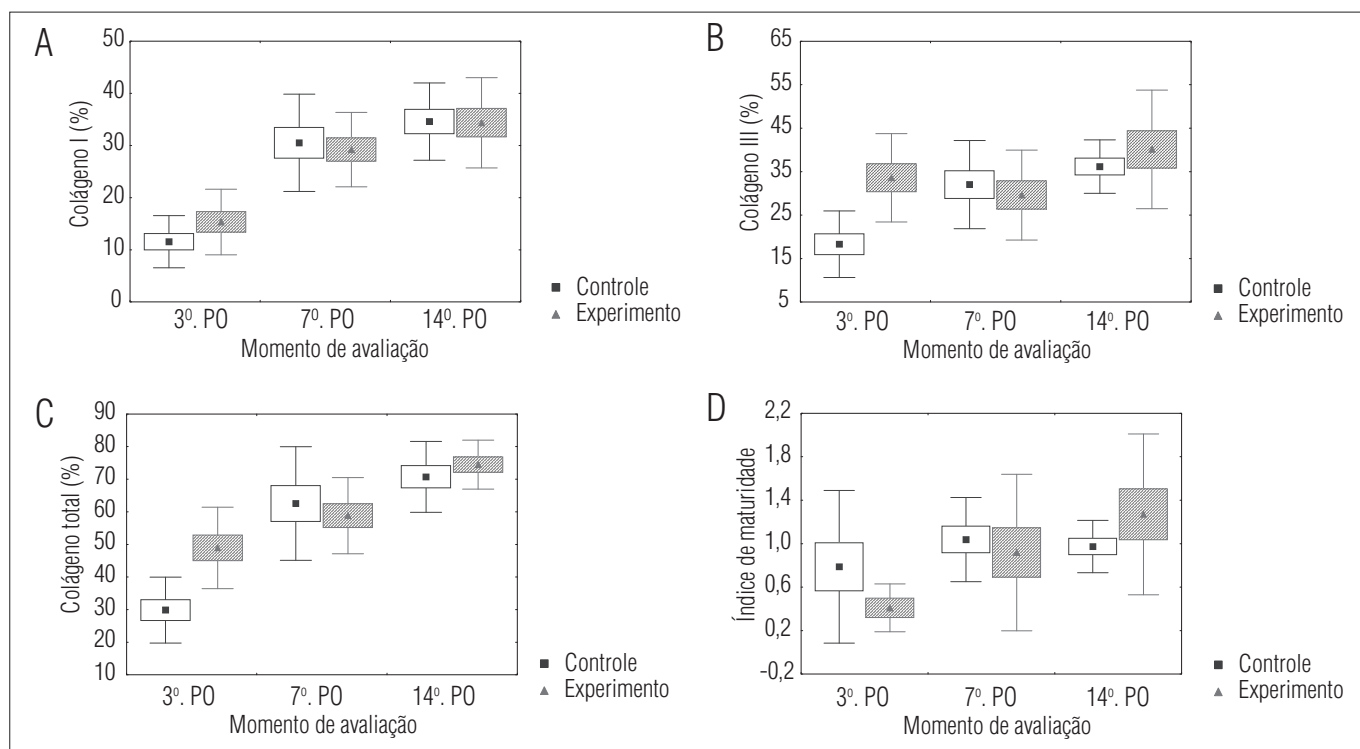 A
Colágeno I (%)
50
40
30
20
10
0
3º. PO 7º. PO 14º. PO
Momento de avaliação
Controle
Experimento
B
Colágeno III (%)
65
55
45
35
25
15
5
3º. PO 7º. PO 14º. PO
Momento de avaliação
Controle
Experimento
C
Colágeno total (%)
90
80
70
60
50
40
30
20
10
3º. PO 7º. PO 14º. PO
Momento de avaliação
Controle
Experimento
D
Índice de maturidade
2,2
1,8
1,4
1,0
0,6
0,2
-0,2
3º. PO 7º. PO 14º. PO
Momento de avaliação
Controle
Experimento